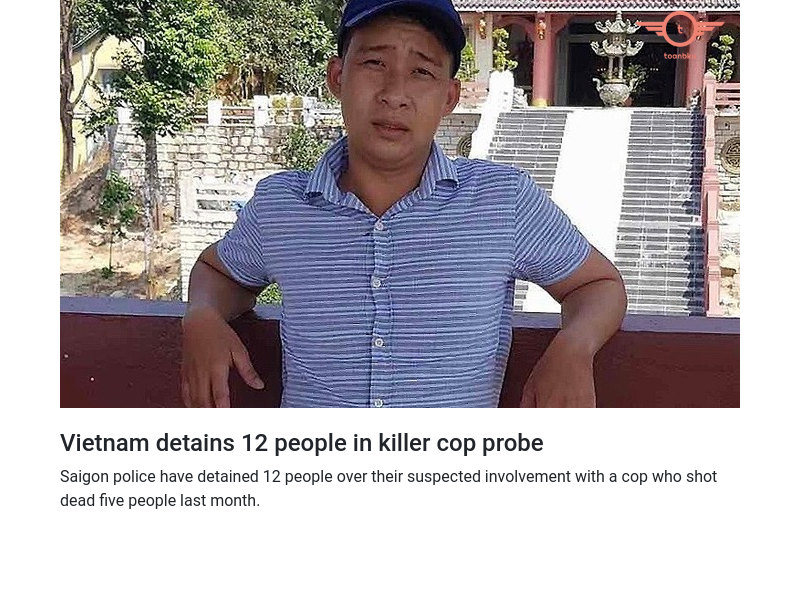 Vietnam detains 12 people in killer cop probe
Saigon police have detained 12 people over their suspected involvement with a cop who shot
dead five people last month.